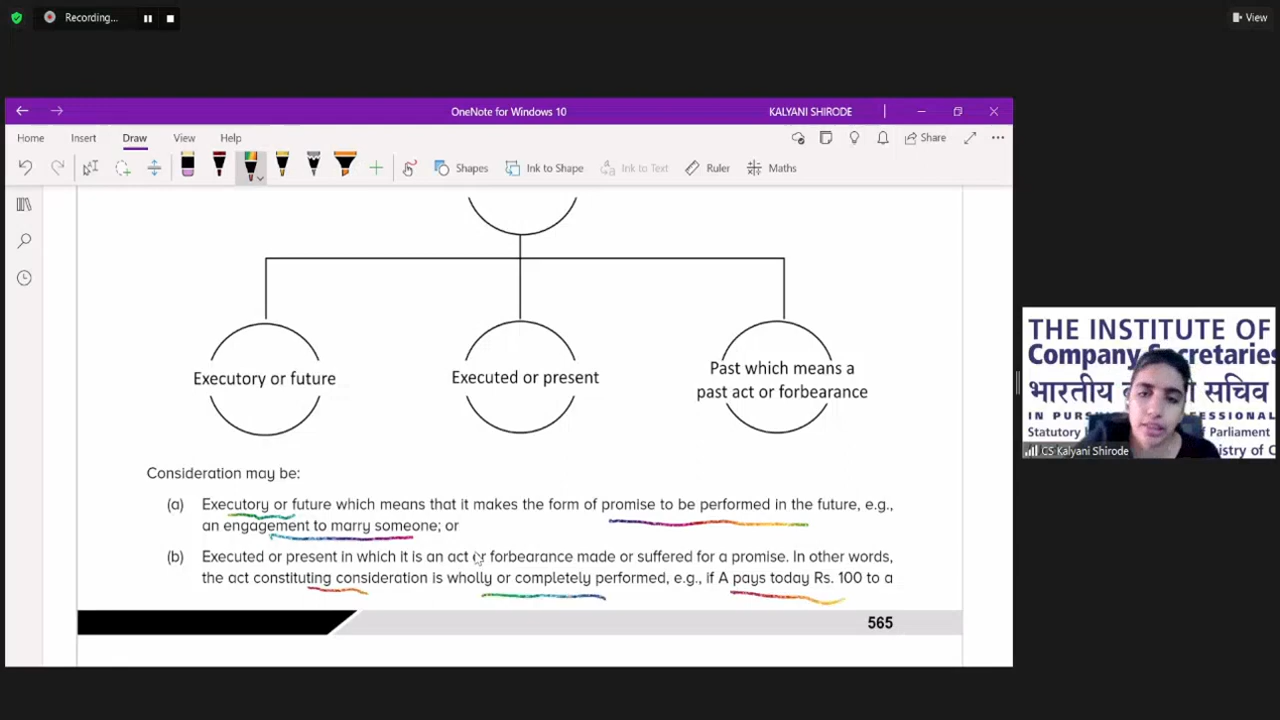 Recording...
View
OneNote for Windows 10
KALYANI SHIRODE
Home Insert Draw View Help
Share
Shapes Ink to Shape Ink to Text Ruler Maths
Executory or future
Executed or present
Past which means a
past act or forbearance
Consideration may be:
(a) Executory or future which means that it makes the form of promise to be performed in the future, e.g.,
an engagement to marry someone; or
(b) Executed or present in which it is an act or forbearance made or suffered for a promise. In other words,
the act constituting consideration is wholly or completely performed, e.g., if A pays today Rs. 100 to a
565
THE INSTITUTE OF
Company Secretaries
भारतीय सचिव
IN PURS
Statutory of Parliament
CS Kalyani Shirode